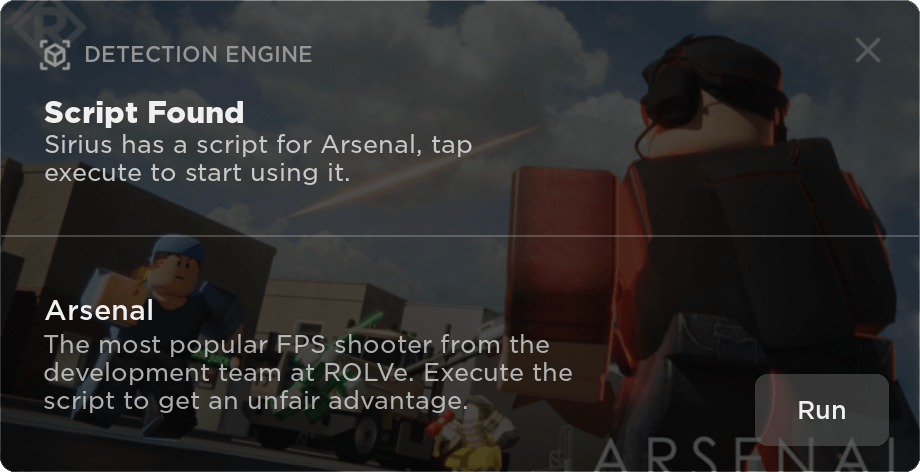 DETECTION ENGINE
Script Found
Sirius has a script for Arsenal, tap
execute to start using it.
Arsenal
The most popular FPS shooter from the
development team at ROLVe. Execute the
script to get an unfair advantage.
Run
ARSENAL